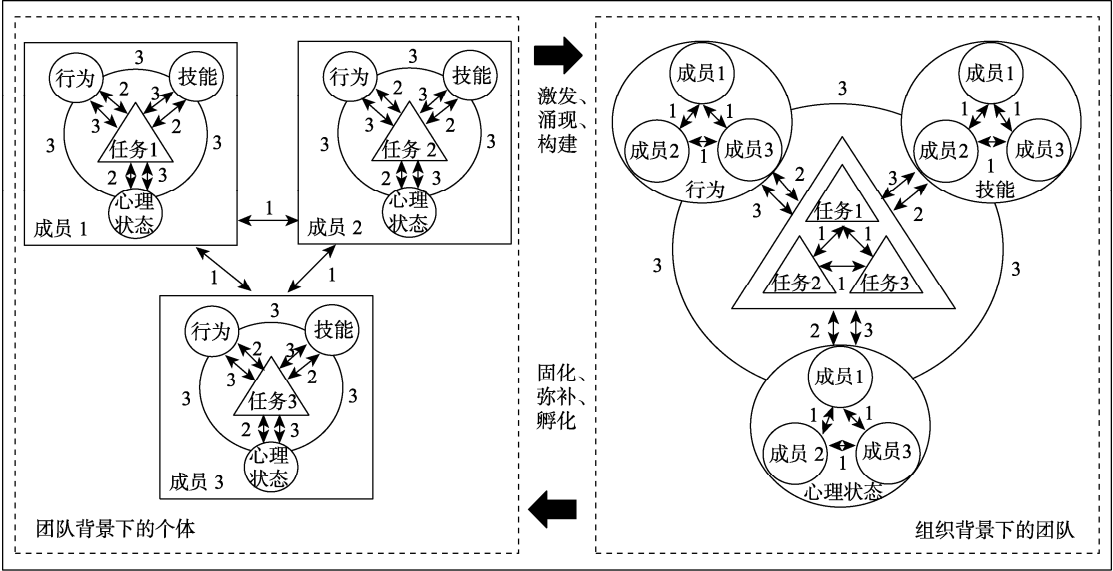 3
行为
技能
2
3
3
2
3
任务1
3
2
3
心理
状态
成员 1
3
行为
技能
2
3
3
2
3
任务 2
3
2
3
心理
状态
成员 2
1
1
1
3
行为
技能
2
3
3
2
3
任务3
3
2
3
心理
状态
成员 3
团队背景下的个体
激发、
涌现、
构建
固化、
弥补、
孵化
成员1
1
1
成员2
成员3
1
行为
3
成员1
1
1
成员2
成员3
1
技能
2
3
3
2
任务1
1
1
任务2
任务3
1
3
3
2
3
成员1
1
1
成员 2
成员3
1
心理状态
组织背景下的团队